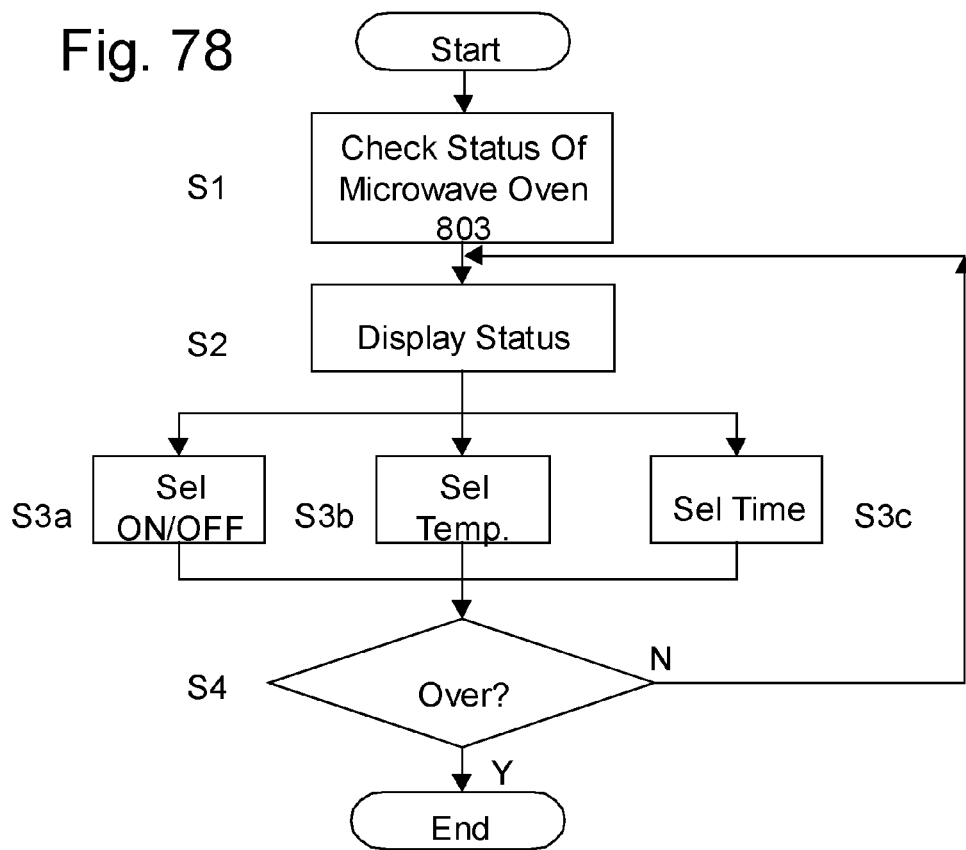 Fig. 78
Start
S1
Check Status Of
Microwave Oven
803
S2
Display Status
S3a
Sel
ON/OFF
S3b
Sel
Temp.
Sel Time
S3c
S4
Over?
N
Y
End